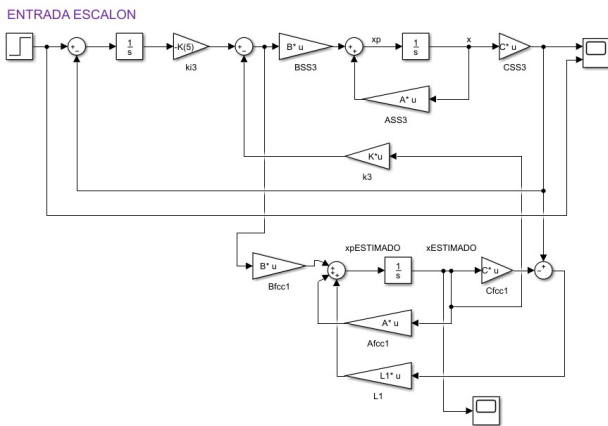 ENTRADA ESCALON
1
s
-K(5)
ki3
B* u
BSS3
xp
1
s
x
C* u
CSS3
A* u
ASS3
K*u
k3
B* u
Bfcc1
xpESTIMADO
1
s
xESTIMADO
C* u
Cfcc1
A* u
Afcc1
L1* u
L1